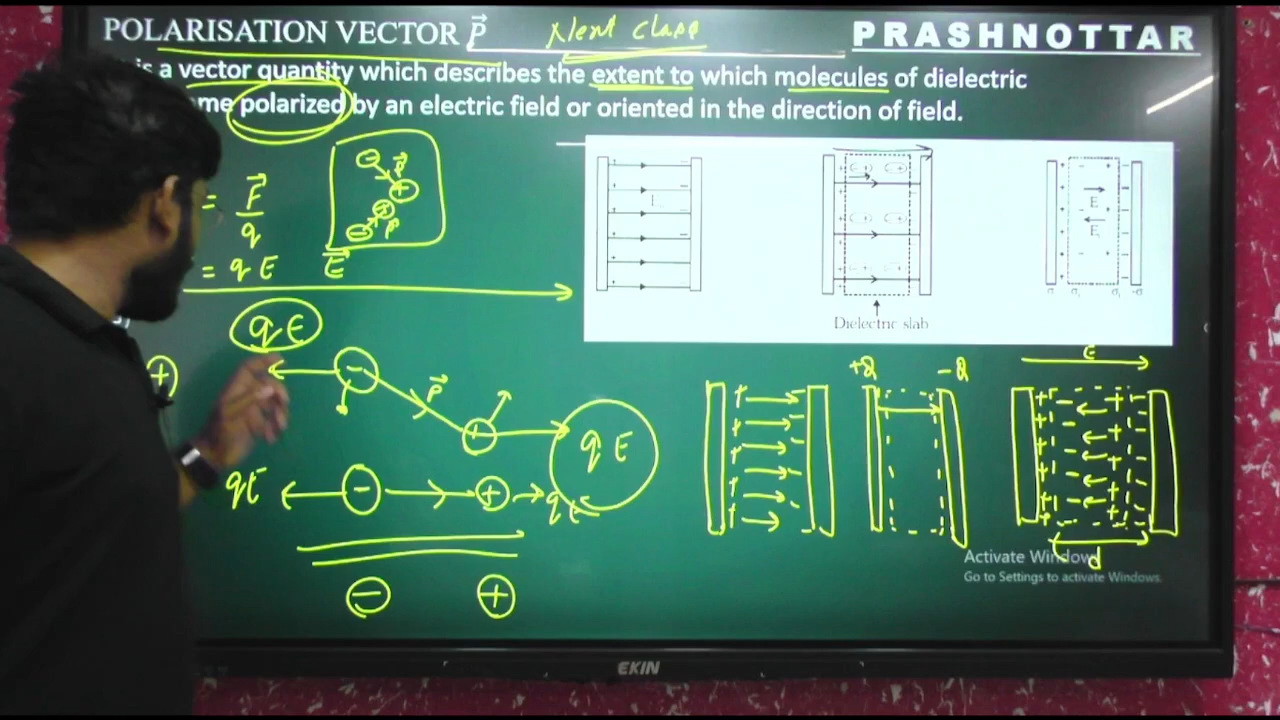 POLARISATION VECTOR P⃗ Next class PRASHNOTTAR
is a vector quantity which describes the extent to which molecules of dielectric
me polarized by an electric field or oriented in the direction of field.
= F⃗/q
= qE
E⃗
P⃗
P⃗
qE
P⃗
qE
qE
qE
E
E
σ σ -σ
Dielectric slab
+Q -Q
E
d
Activate Windows
Go to Settings to activate Windows.
EKIN